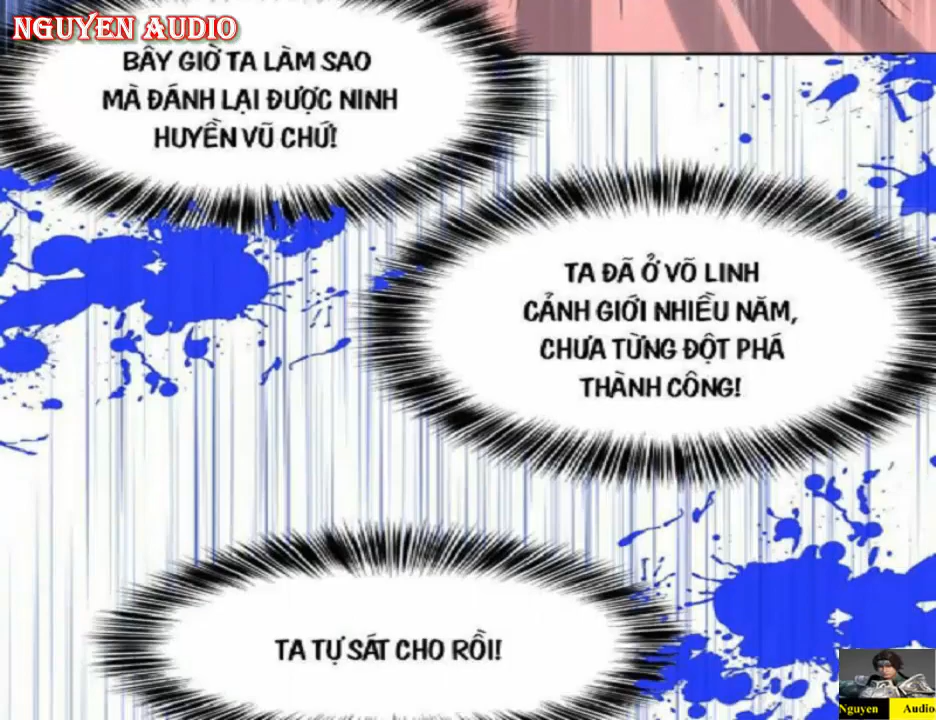 NGUYEN AUDIO
BÂY GIỜ TA LÀM SAO
MÀ ĐÁNH LẠI ĐƯỢC NINH
HUYỀN VŨ CHỨ!
TA ĐÃ Ở VÕ LINH
CẢNH GIỚI NHIỀU NĂM,
CHƯA TỪNG ĐỘT PHÁ
THÀNH CÔNG!
TA TỰ SÁT CHO RỒI!
Nguyen Audio